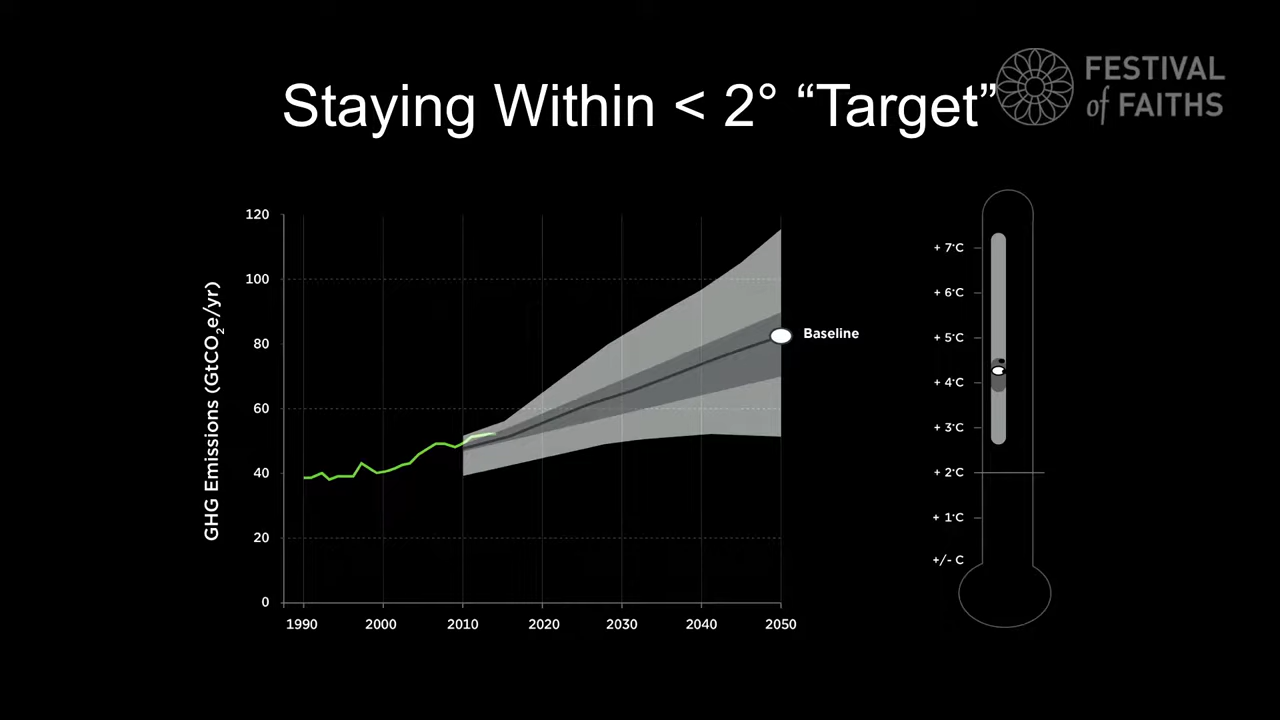 FESTIVAL
of FAITHS
Staying Within < 2° “Target”
GHG Emissions (GtCO₂e/yr)
120
100
80
60
40
20
0
1990 2000 2010 2020 2030 2040 2050
Baseline
+ 7°C
+ 6°C
+ 5°C
+ 4°C
+ 3°C
+ 2°C
+ 1°C
+/- C